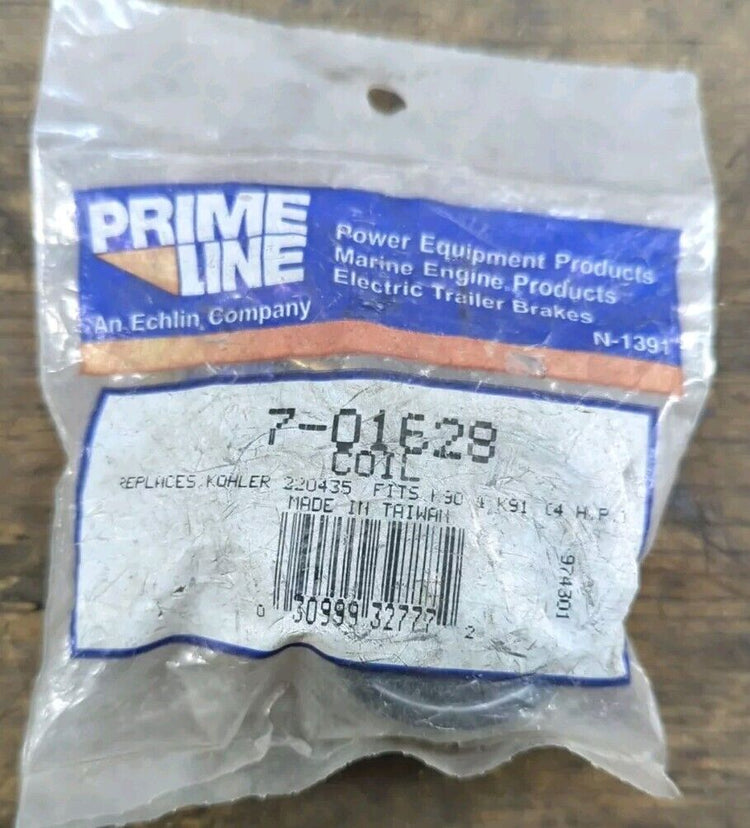 PRIME
LINE
An Echlin Company
Power Equipment Products
Marine Engine Products
Electric Trailer Brakes
N-1391
7-01628
COIL
REPLACES KOHLER 220435 FITS K90 & K91 (4 H.P.)
MADE IN TAIWAN
974301
0 30999 32777 2